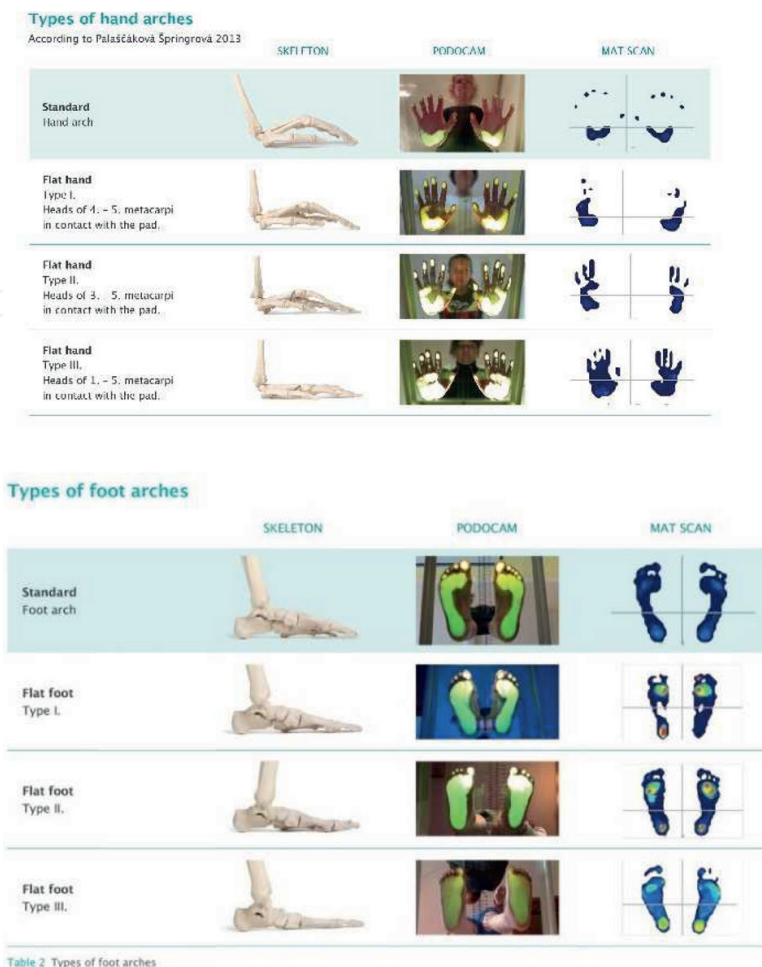 Types of hand arches
According to Palaščáková Špringrová 2013
SKELETON PODOCAM MAT SCAN
Standard
Hand arch
Flat hand
Type I.
Heads of 4. – 5. metacarpi
in contact with the pad.
Flat hand
Type II.
Heads of 3. – 5. metacarpi
in contact with the pad.
Flat hand
Type III.
Heads of 1. – 5. metacarpi
in contact with the pad.
Types of foot arches
SKELETON PODOCAM MAT SCAN
Standard
Foot arch
Flat foot
Type I.
Flat foot
Type II.
Flat foot
Type III.
Table 2 Types of foot arches